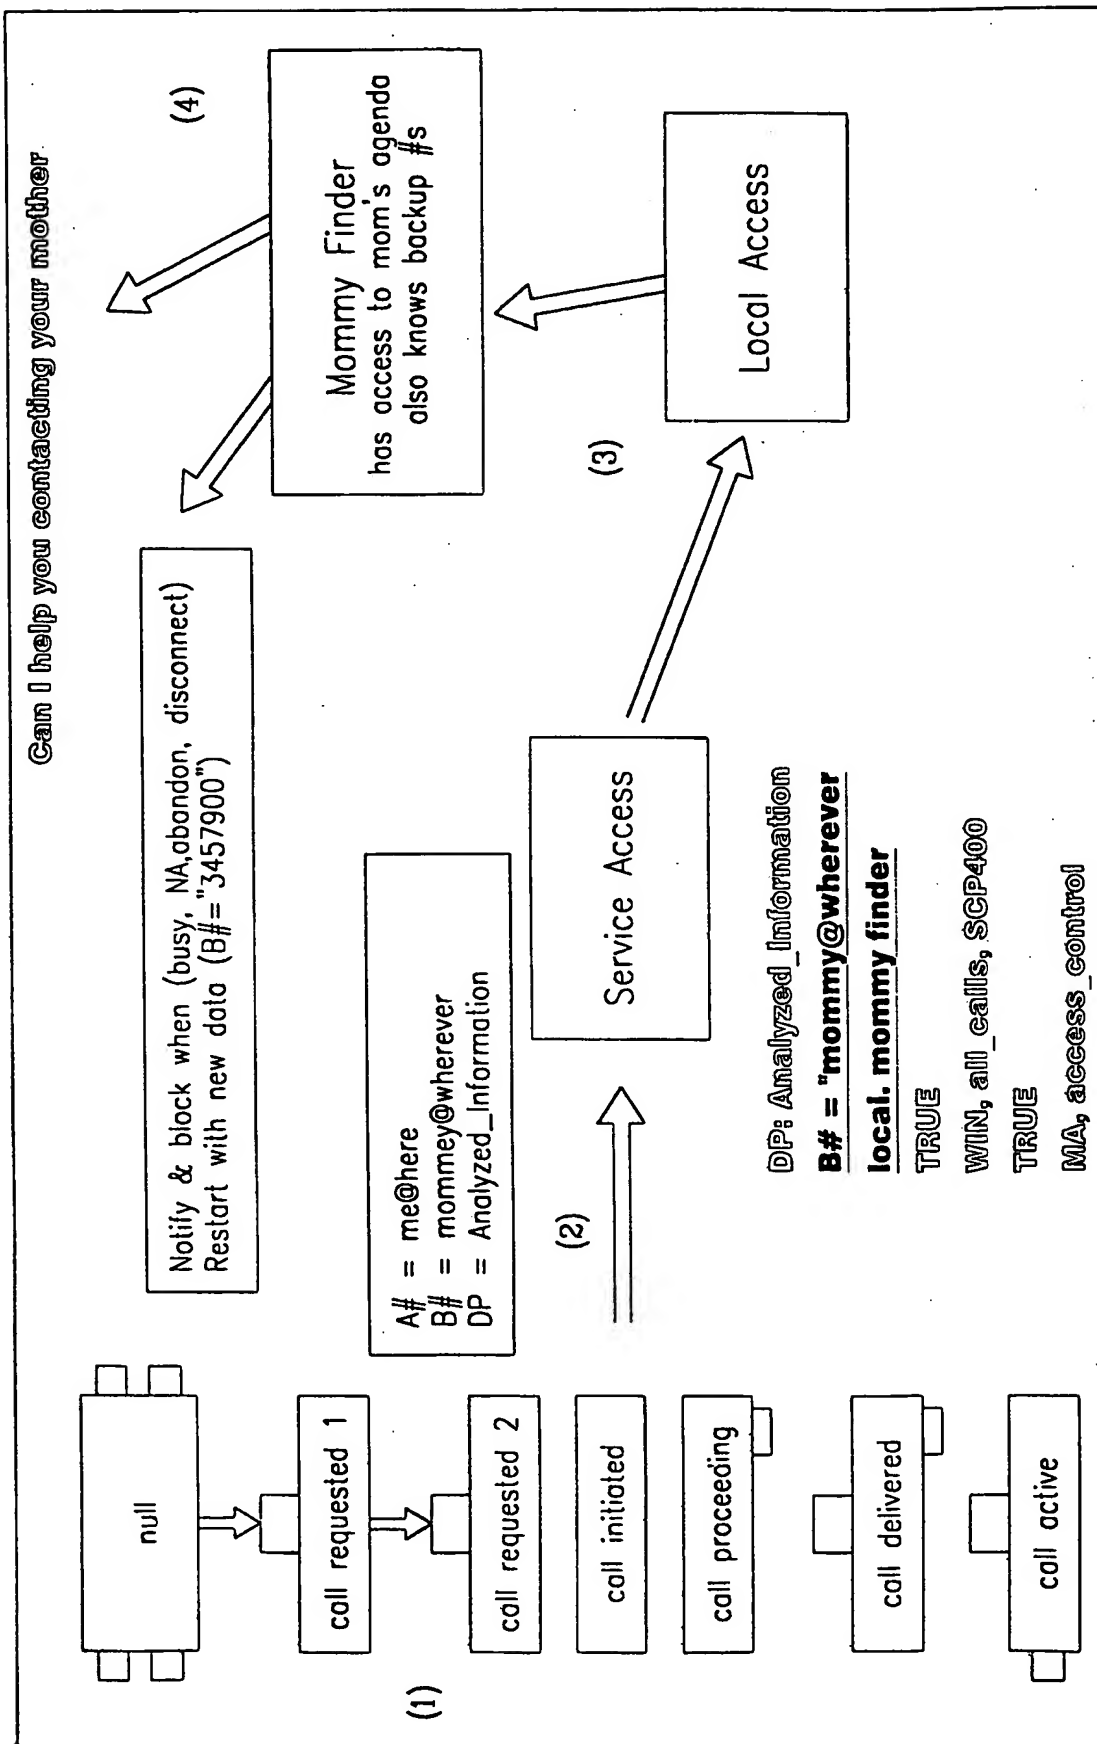 Can I help you contacting your mother
(4)
Notify & block when (busy, NA,abandon, disconnect)
Restart with new data (B#="3457900")
Mommy Finder
has access to mom's agenda
also knows backup #s
null
call requested 1
call requested 2
call initiated
call proceeding
call delivered
call active
(1)
A# = me@here
B# = mommey@wherever
DP = Analyzed_Information
(2)
Service Access
(3)
Local Access
DP: Analyzed_Information
B# = "mommy@wherever
local. mommy finder
TRUE
WIN, all_calls, SCP400
TRUE
MA, access_control